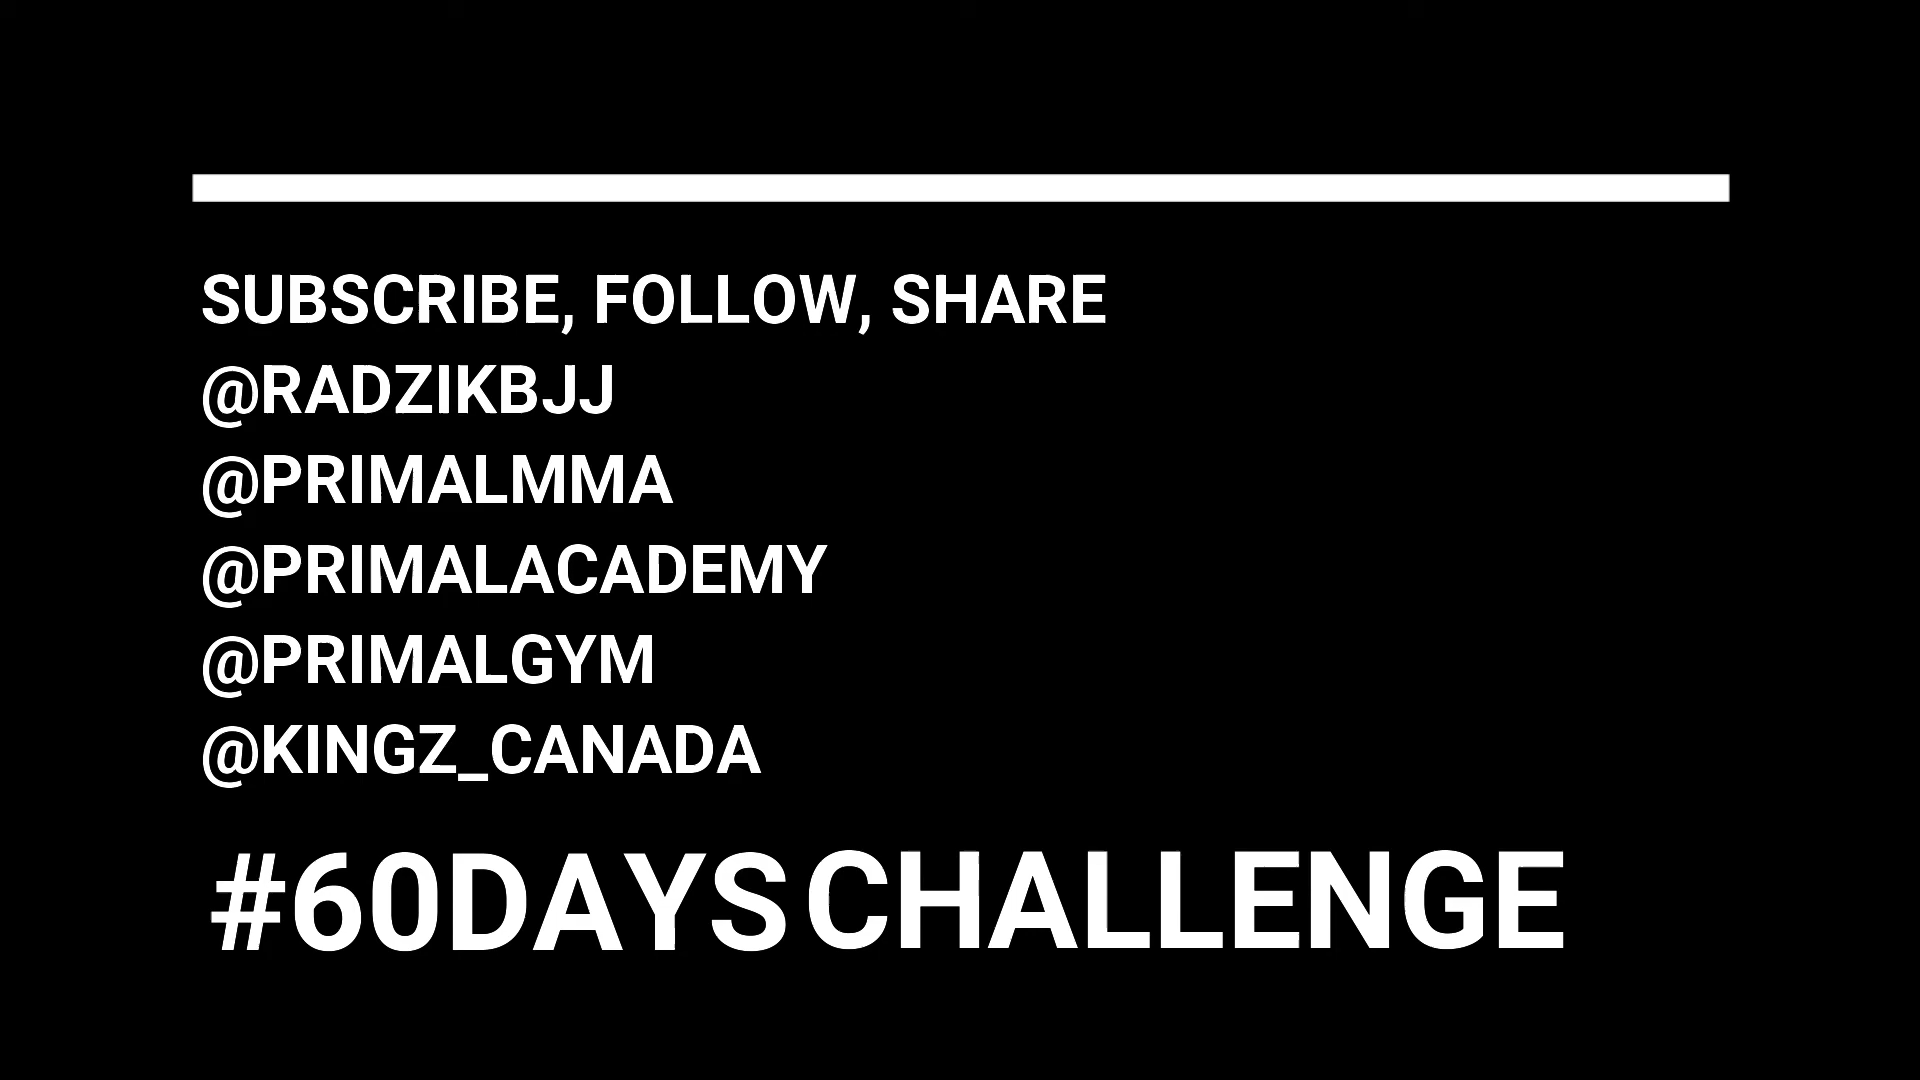 SUBSCRIBE, FOLLOW, SHARE
@RADZIKBJJ
@PRIMALMMA
@PRIMALACADEMY
@PRIMALGYM
@KINGZ_CANADA
#60DAYSCHALLENGE